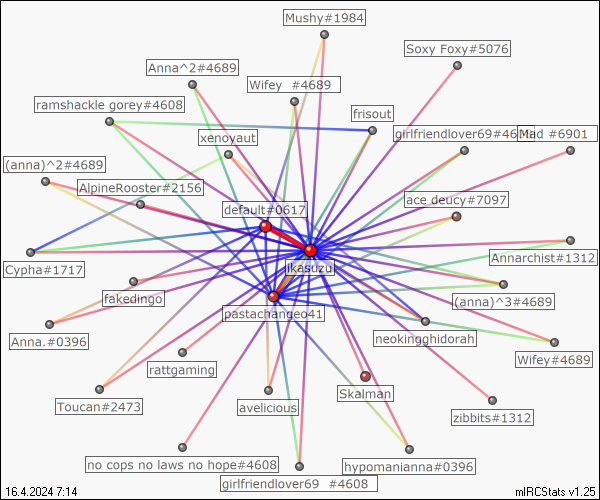 Mushy#1984
Soxy Foxy#5076
Anna^2#4689
Wifey #4689
ramshackle gorey#4608
frisout
xenoyaut
girlfriendlover69#46
Mad #6901
(anna)^2#4689
AlpineRooster#2156
ace deucy#7097
default#0617
Annarchist#1312
jikasuzu
Cypha#1717
fakedingo
(anna)^3#4689
pastachangeo41
Anna.#0396
neokingghidorah
Wifey#4689
rattgaming
Skalman
Toucan#2473
avelicious
zibbits#1312
no cops no laws no hope#4608
hypomanianna#0396
girlfriendlover69 #4608
16.4.2024 7:14
mIRCStats v1.25